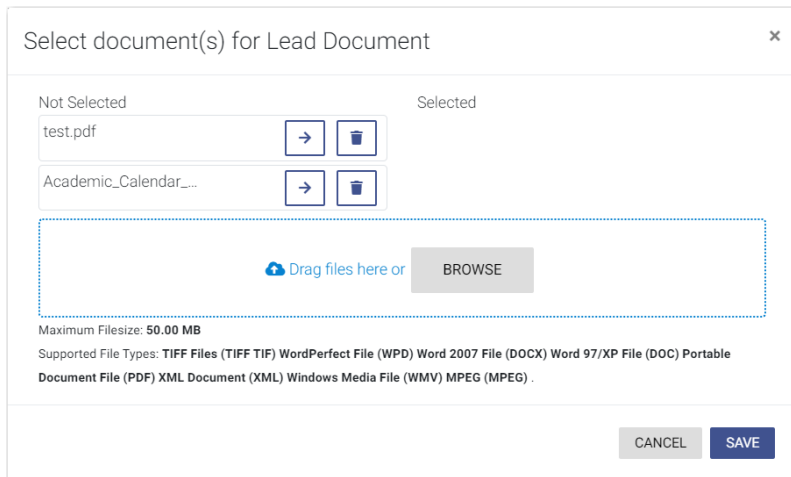 Select document(s) for Lead Document
×
Not Selected
Selected
test.pdf
Academic_Calendar_...
Drag files here or BROWSE
Maximum Filesize: 50.00 MB
Supported File Types: TIFF Files (TIFF TIF) WordPerfect File (WPD) Word 2007 File (DOCX) Word 97/XP File (DOC) Portable
Document File (PDF) XML Document (XML) Windows Media File (WMV) MPEG (MPEG) .
CANCEL
SAVE